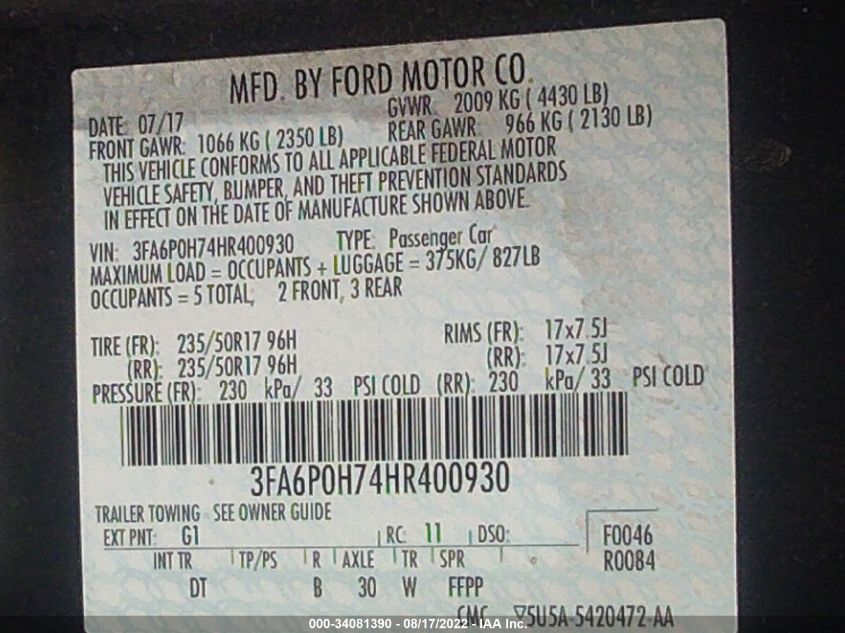 MFD. BY FORD MOTOR CO.
DATE: 07/17 GVWR: 2009 KG ( 4430 LB)
FRONT GAWR: 1066 KG ( 2350 LB) REAR GAWR: 966 KG ( 2130 LB)
THIS VEHICLE CONFORMS TO ALL APPLICABLE FEDERAL MOTOR
VEHICLE SAFETY, BUMPER, AND THEFT PREVENTION STANDARDS
IN EFFECT ON THE DATE OF MANUFACTURE SHOWN ABOVE.
VIN: 3FA6P0H74HR400930 TYPE: Passenger Car
MAXIMUM LOAD = OCCUPANTS + LUGGAGE = 375KG/ 827LB
OCCUPANTS = 5 TOTAL, 2 FRONT, 3 REAR
TIRE (FR): 235/50R17 96H RIMS (FR): 17x7.5J
(RR): 235/50R17 96H (RR): 17x7.5J
PRESSURE (FR): 230 kPa/ 33 PSI COLD (RR): 230 kPa/ 33 PSI COLD
3FA6P0H74HR400930
TRAILER TOWING - SEE OWNER GUIDE
EXT PNT: G1 RC: 11 DSO: F0046
INT TR TP/PS R AXLE TR SPR R0084
DT B 30 W FFPP
CMC 5U5A-5420472-AA
000-34081390 - 08/17/2022 - IAA Inc.